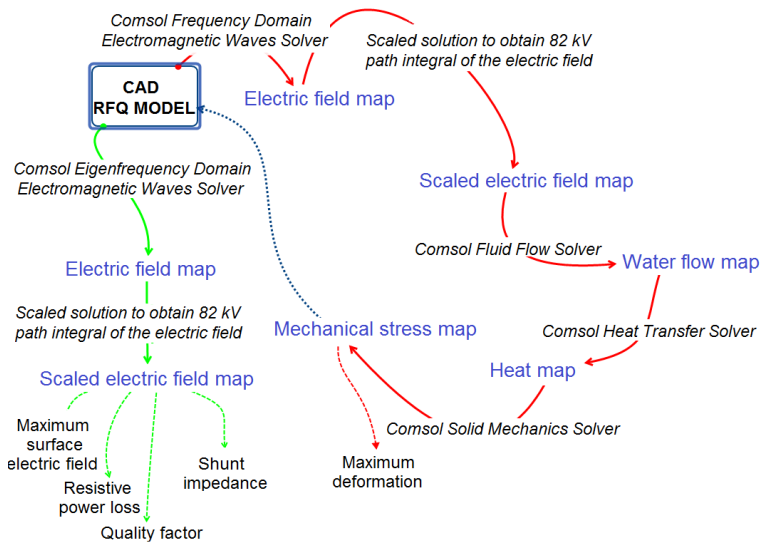 Comsol Frequency Domain
Electromagnetic Waves Solver
Scaled solution to obtain 82 kV
path integral of the electric field
CAD
RFQ MODEL
Electric field map
Comsol Eigenfrequency Domain
Electromagnetic Waves Solver
Scaled electric field map
Comsol Fluid Flow Solver
Water flow map
Electric field map
Scaled solution to obtain 82 kV
path integral of the electric field
Mechanical stress map
Comsol Heat Transfer Solver
Heat map
Scaled electric field map
Comsol Solid Mechanics Solver
Maximum
surface
electric field
Resistive
power loss
Quality factor
Shunt
impedance
Maximum
deformation